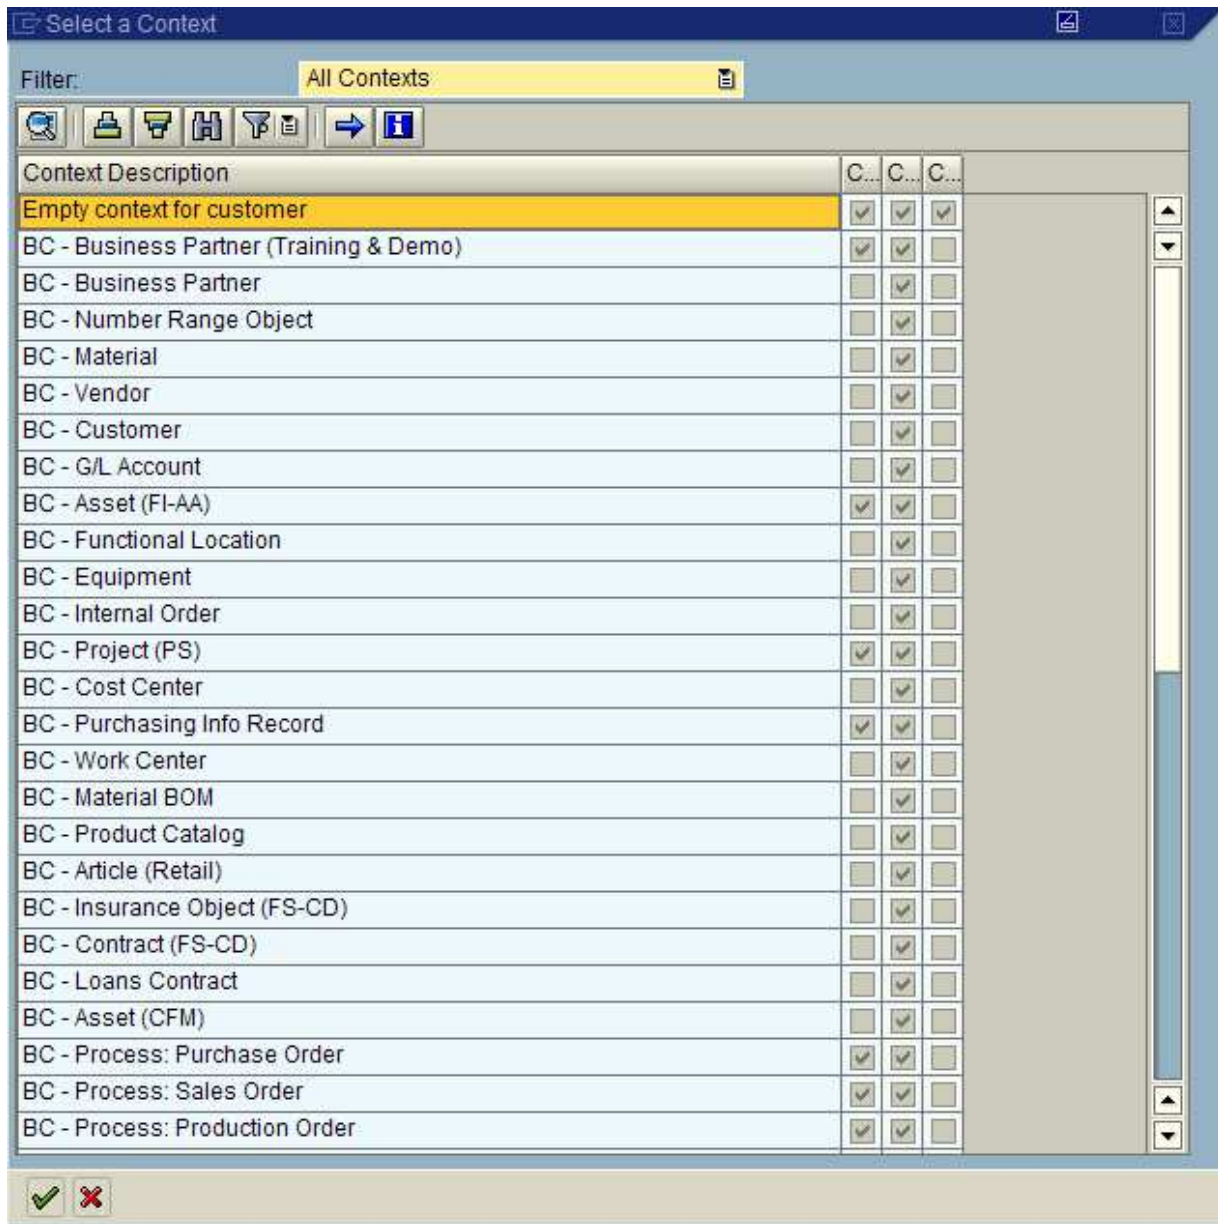 Select a Context
Filter: All Contexts
Context Description C... C... C...
Empty context for customer
BC - Business Partner (Training & Demo)
BC - Business Partner
BC - Number Range Object
BC - Material
BC - Vendor
BC - Customer
BC - G/L Account
BC - Asset (FI-AA)
BC - Functional Location
BC - Equipment
BC - Internal Order
BC - Project (PS)
BC - Cost Center
BC - Purchasing Info Record
BC - Work Center
BC - Material BOM
BC - Product Catalog
BC - Article (Retail)
BC - Insurance Object (FS-CD)
BC - Contract (FS-CD)
BC - Loans Contract
BC - Asset (CFM)
BC - Process: Purchase Order
BC - Process: Sales Order
BC - Process: Production Order